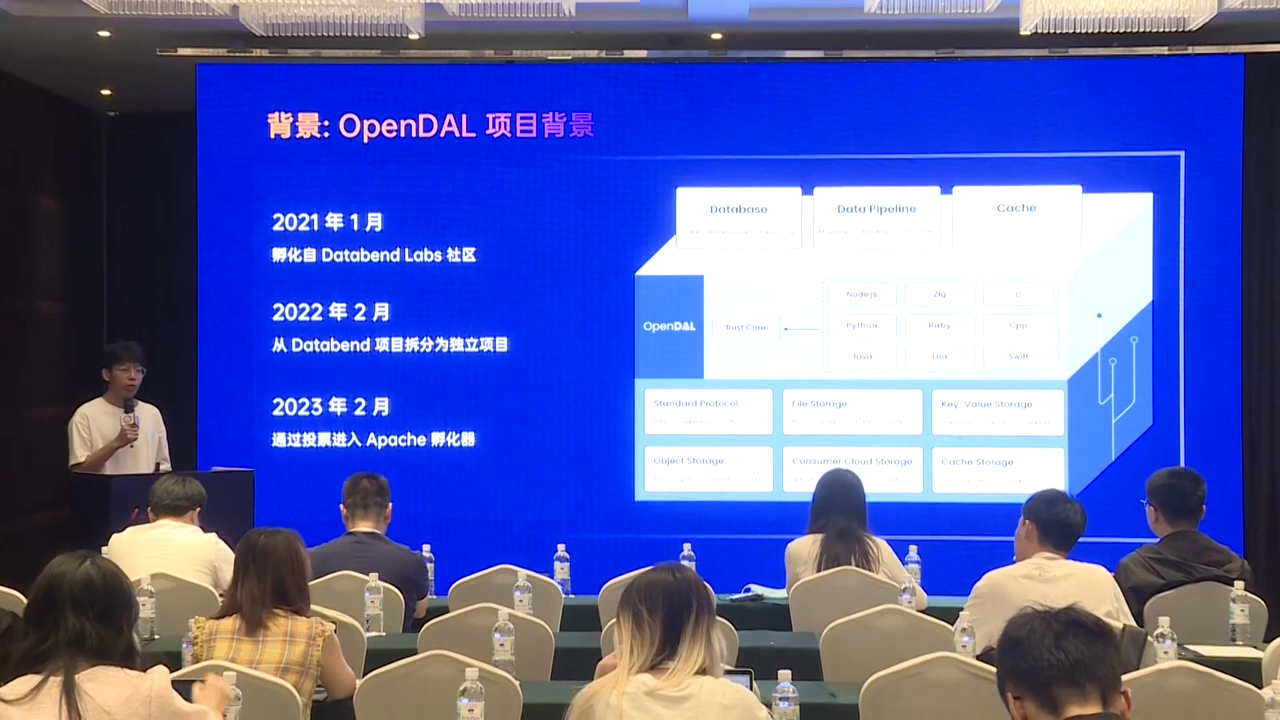 背景: OpenDAL 项目背景
2021 年 1 月
孵化自 Databend Labs 社区
2022 年 2 月
从 Databend 项目拆分为独立项目
2023 年 2 月
通过投票进入 Apache 孵化器
Database
Data Pipeline
Cache
OpenDAL
Rust Core
Node.js
Zig
C
Python
Ruby
Cpp
Java
Lua
Swift
Standard Protocol
File Storage
Key-Value Storage
Object Storage
Consumer Cloud Storage
Cache Storage